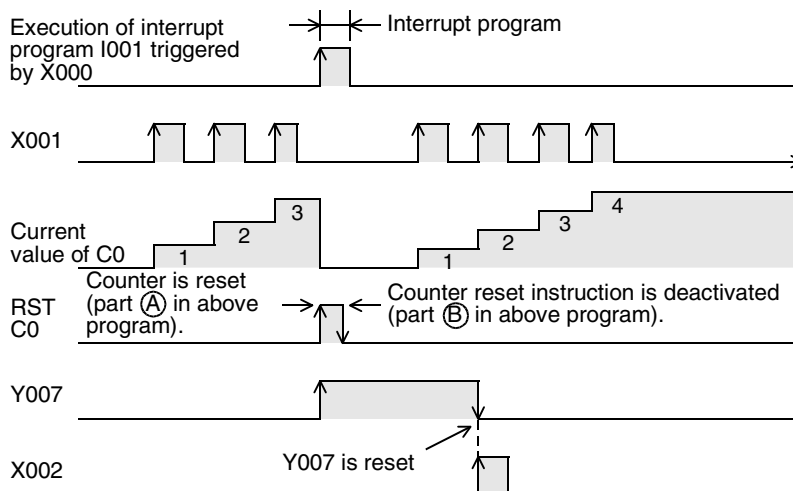 Execution of interrupt
program I001 triggered
by X000
Interrupt program
X001
Current
value of C0
1
2
3
1
2
3
4
RST
C0
Counter is reset
(part Ⓐ in above
program).
Counter reset instruction is deactivated
(part Ⓑ in above program).
Y007
Y007 is reset
X002